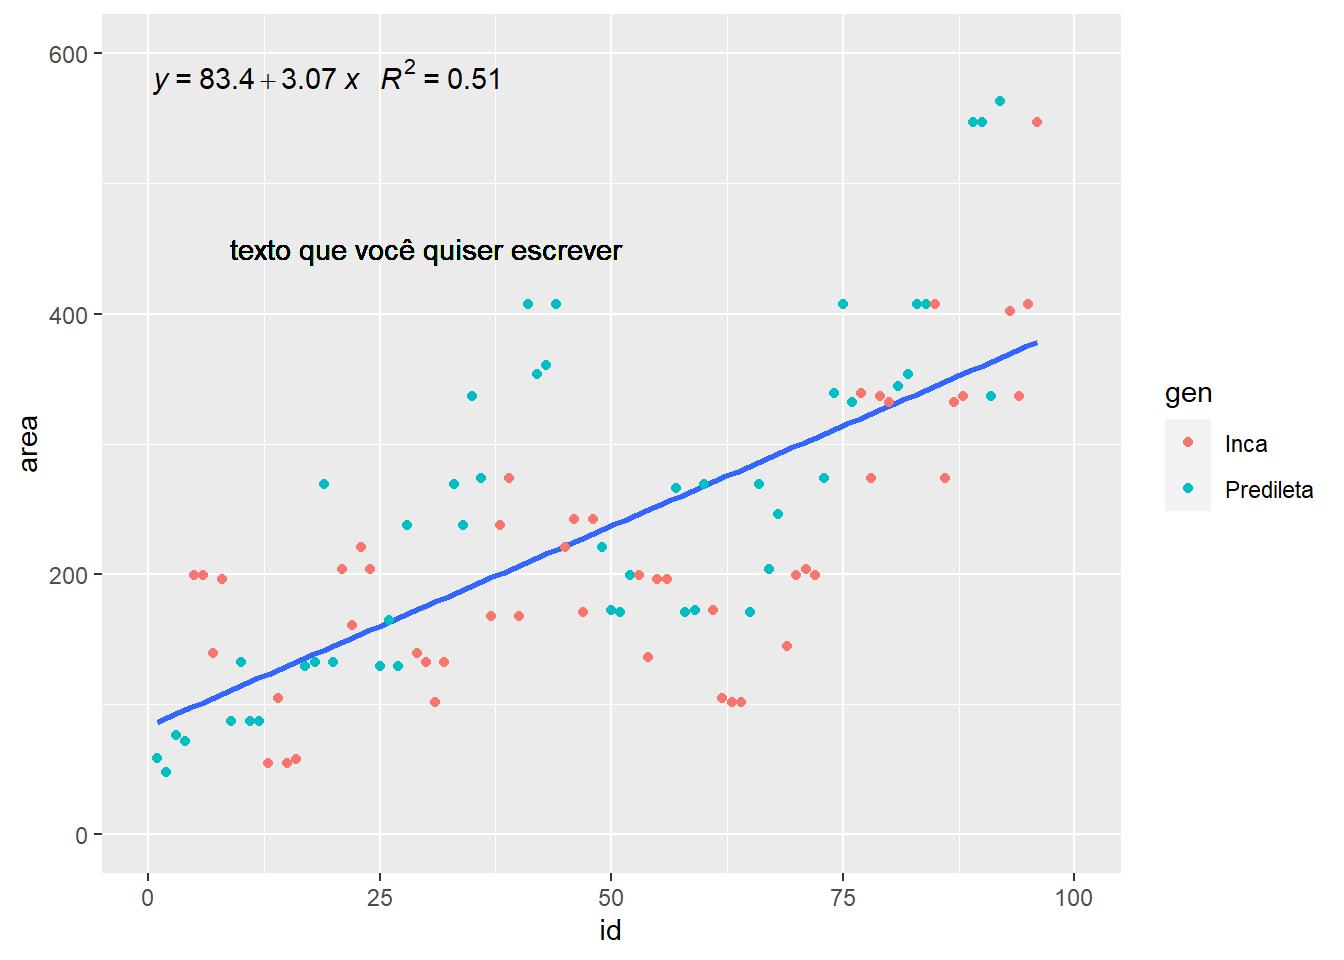 600
y = 83.4 + 3.07 x R² = 0.51
texto que você quiser escrever
400
200
0
area
0 25 50 75 100
id
gen
Inca
Predileta